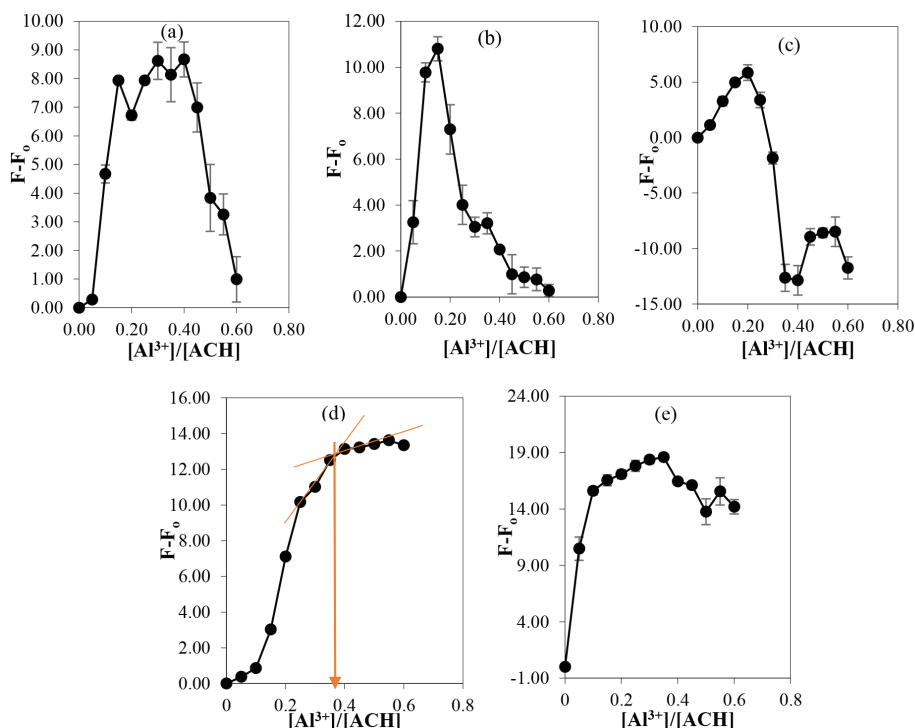 (a)
10.00
9.00
8.00
7.00
6.00
5.00
4.00
3.00
2.00
1.00
0.00
F-Fo
0.00 0.20 0.40 0.60 0.80
[Al³⁺]/[ACH]
(b)
12.00
10.00
8.00
6.00
4.00
2.00
0.00
F-Fo
0.00 0.20 0.40 0.60 0.80
[Al³⁺]/[ACH]
(c)
10.00
5.00
0.00
-5.00
-10.00
-15.00
F-Fo
0.00 0.20 0.40 0.60 0.80
[Al³⁺]/[ACH]
(d)
16.00
14.00
12.00
10.00
8.00
6.00
4.00
2.00
0.00
F-Fo
0 0.2 0.4 0.6 0.8
[Al³⁺]/[ACH]
(e)
24.00
19.00
14.00
9.00
4.00
-1.00
F-Fo
0 0.2 0.4 0.6 0.8
[Al³⁺]/[ACH]